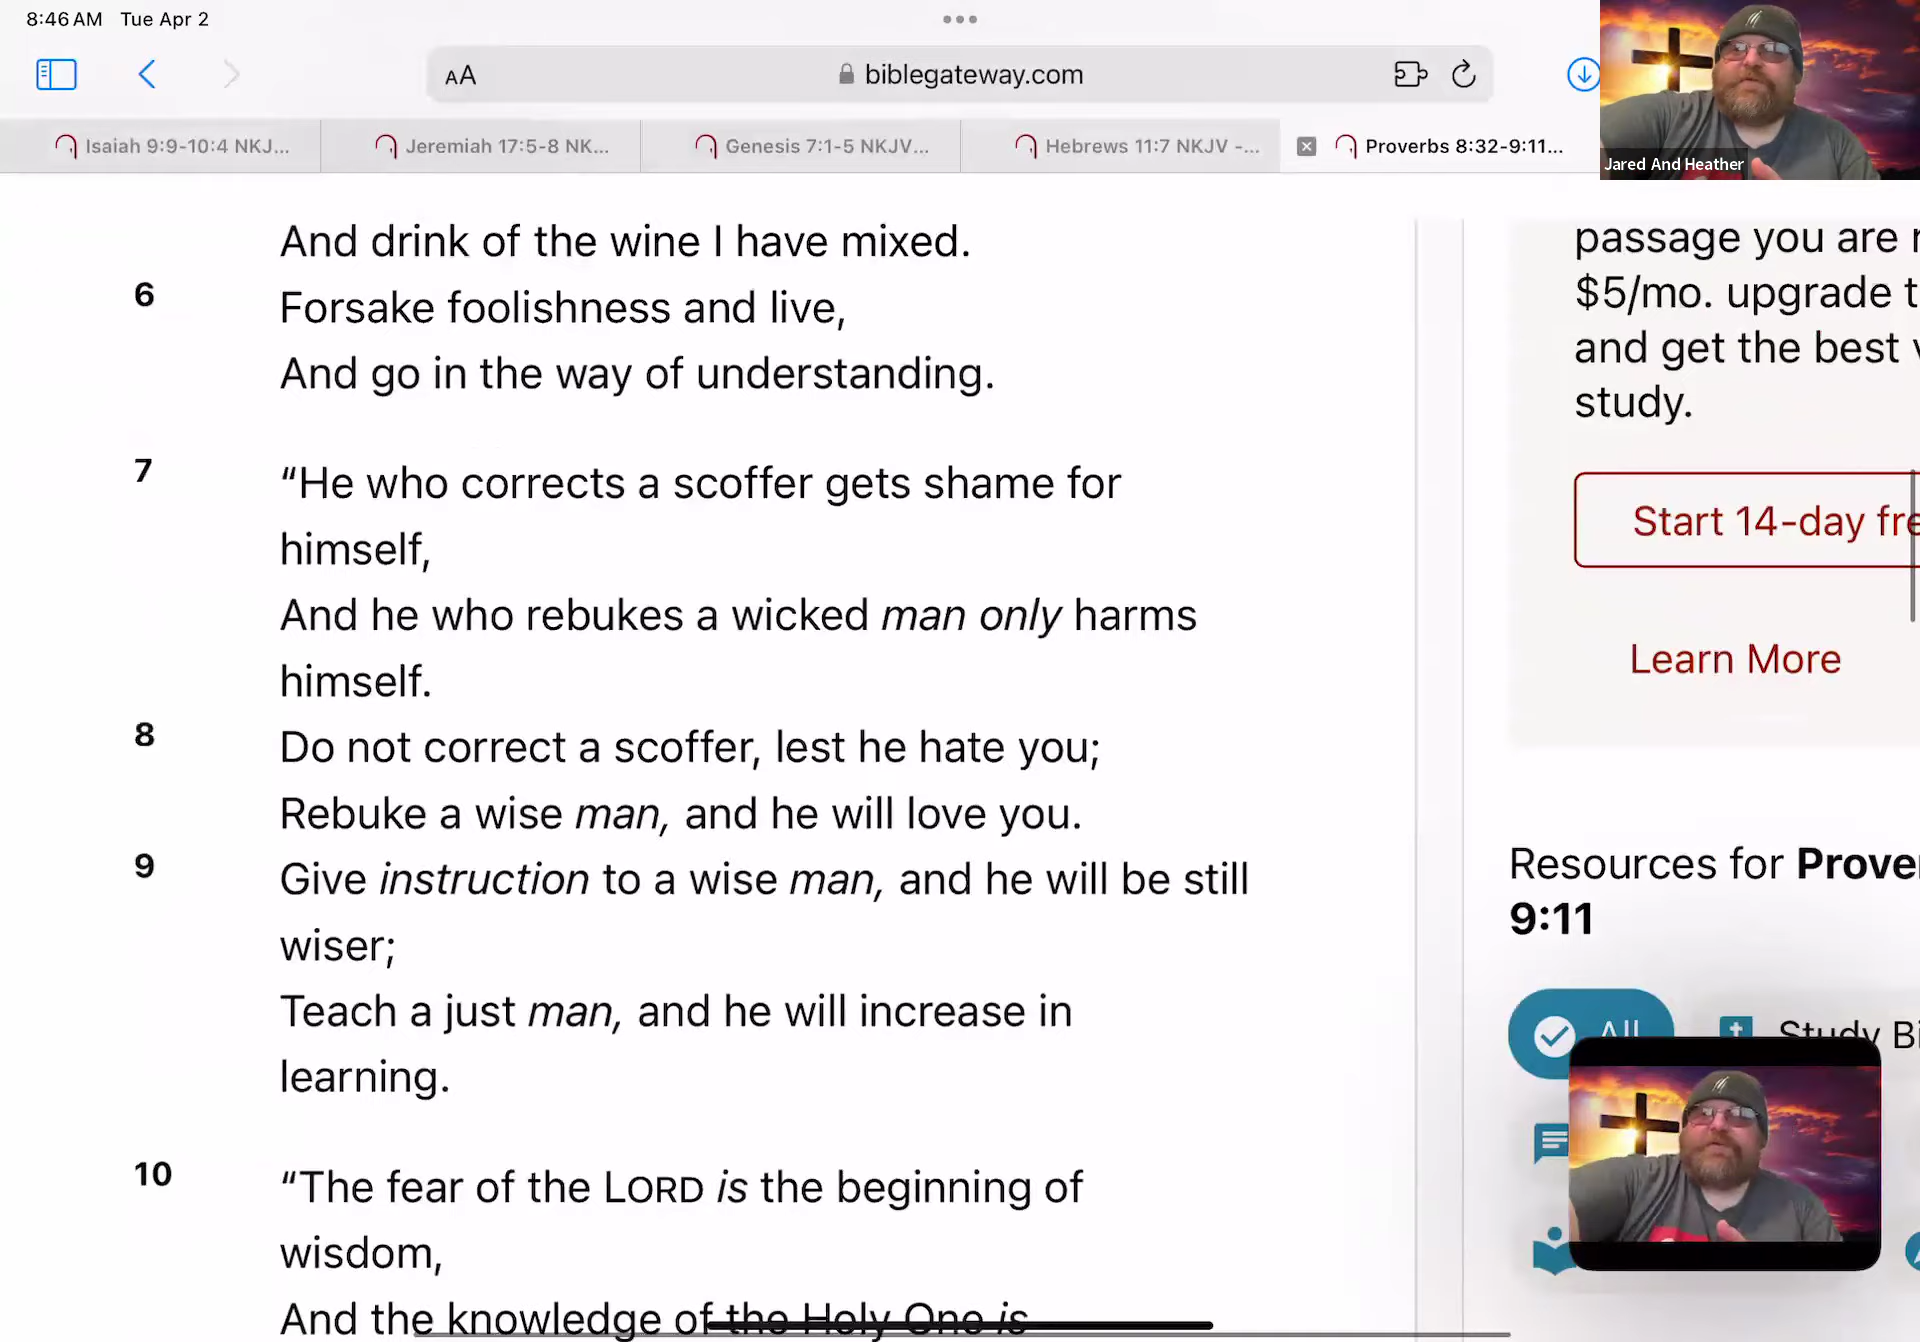 8:46 AM Tue Apr 2
AA
biblegateway.com
Isaiah 9:9-10:4 NKJ...
Jeremiah 17:5-8 NK...
Genesis 7:1-5 NKJV...
Hebrews 11:7 NKJV -...
Proverbs 8:32-9:11...
Jared And Heather
And drink of the wine I have mixed.
6 Forsake foolishness and live,
And go in the way of understanding.
7 “He who corrects a scoffer gets shame for
himself,
And he who rebukes a wicked man only harms
himself.
8 Do not correct a scoffer, lest he hate you;
Rebuke a wise man, and he will love you.
9 Give instruction to a wise man, and he will be still
wiser;
Teach a just man, and he will increase in
learning.
10 “The fear of the LORD is the beginning of
wisdom,
And the knowledge of the Holy One is
passage you are
$5/mo. upgrade
and get the best
study.
Start 14-day
Learn More
Resources for
9:11
All
Study